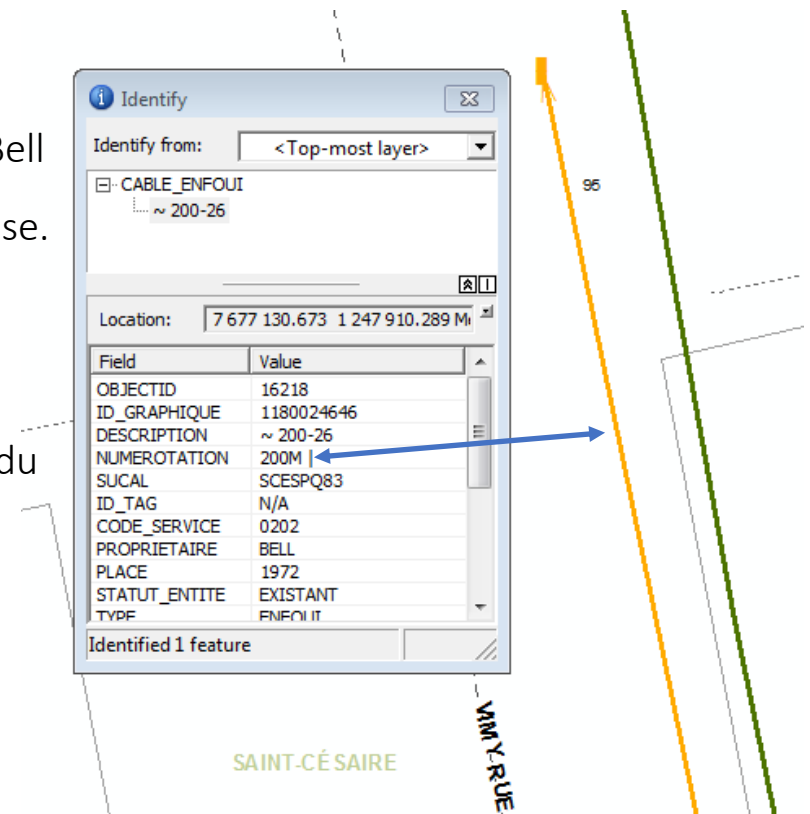 Bell
se.
du
Identify
Identify from: <Top-most layer>
CABLE_ENFOUI
~ 200-26
Location: 7 677 130.673 1 247 910.289 M
Field Value
OBJECTID 16218
ID_GRAPHIQUE 1180024646
DESCRIPTION ~ 200-26
NUMEROTATION 200M |
SUCAL SCESPQ83
ID_TAG N/A
CODE_SERVICE 0202
PROPRIETAIRE BELL
PLACE 1972
STATUT_ENTITE EXISTANT
TYPE ENFOUI
Identified 1 feature
95
VIMY-RUE
SAINT-CÉSAIRE